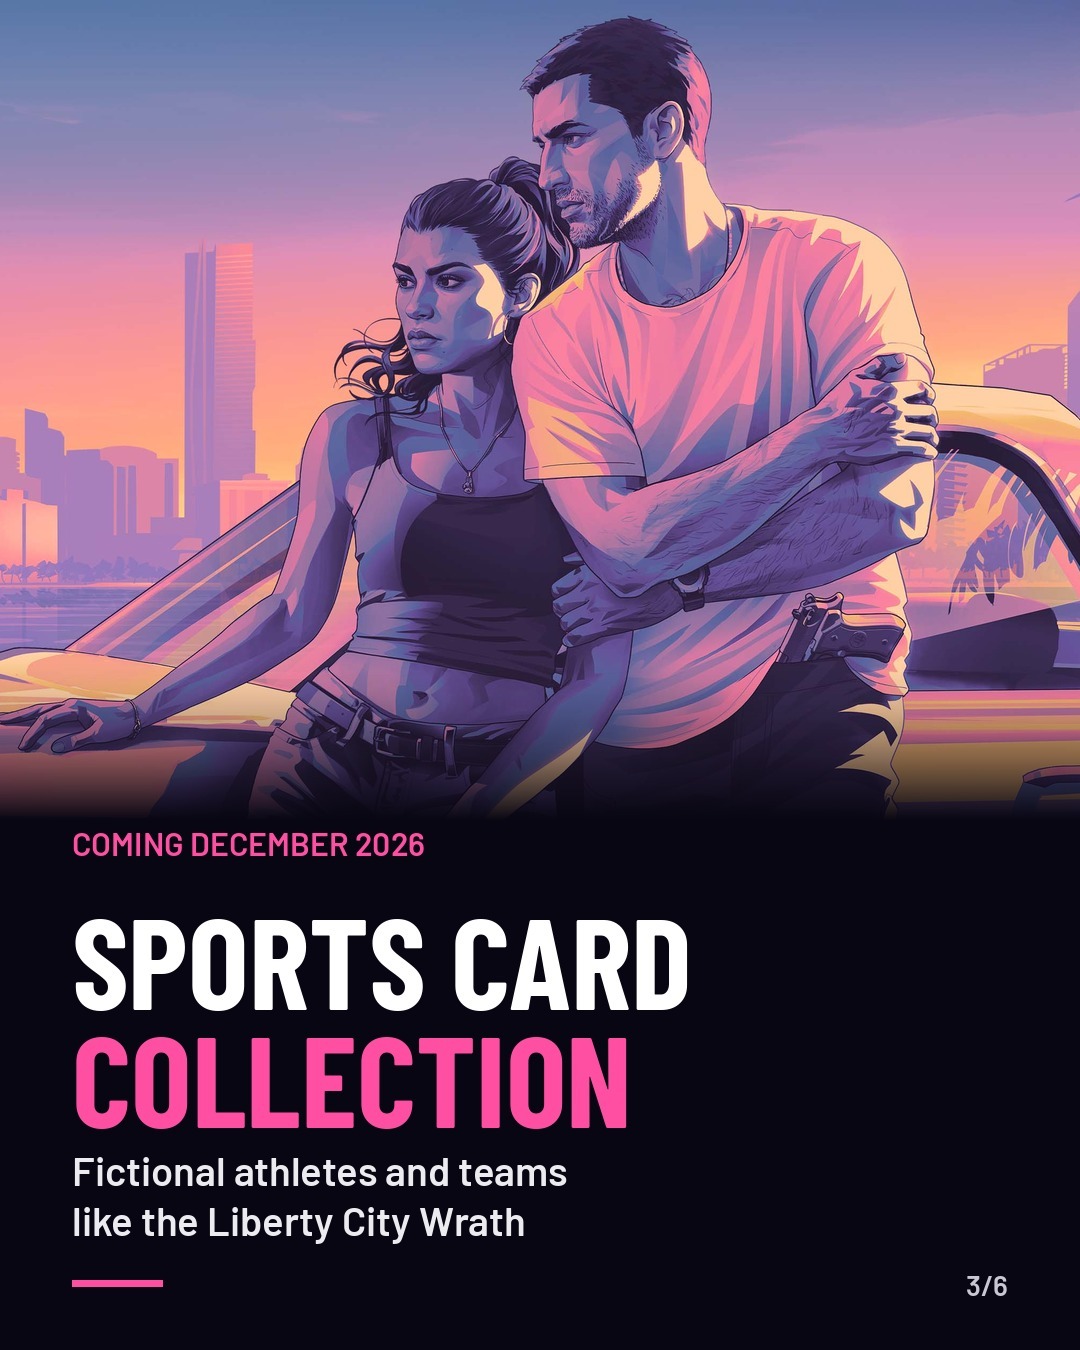 COMING DECEMBER 2026
SPORTS CARD
COLLECTION
Fictional athletes and teams
like the Liberty City Wrath
3/6